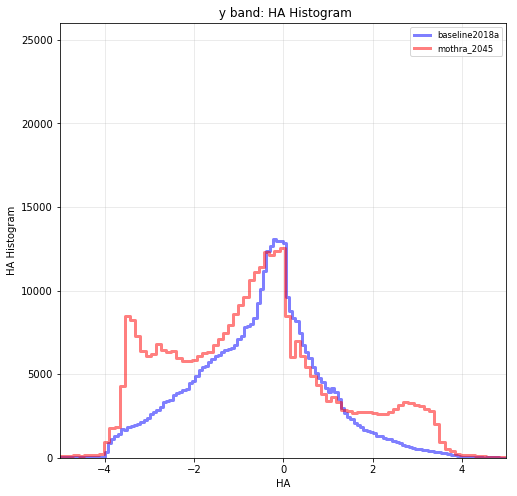 y band: HA Histogram
baseline2018a
mothra_2045
HA Histogram
25000
20000
15000
10000
5000
0
−4
−2
0
2
4
HA